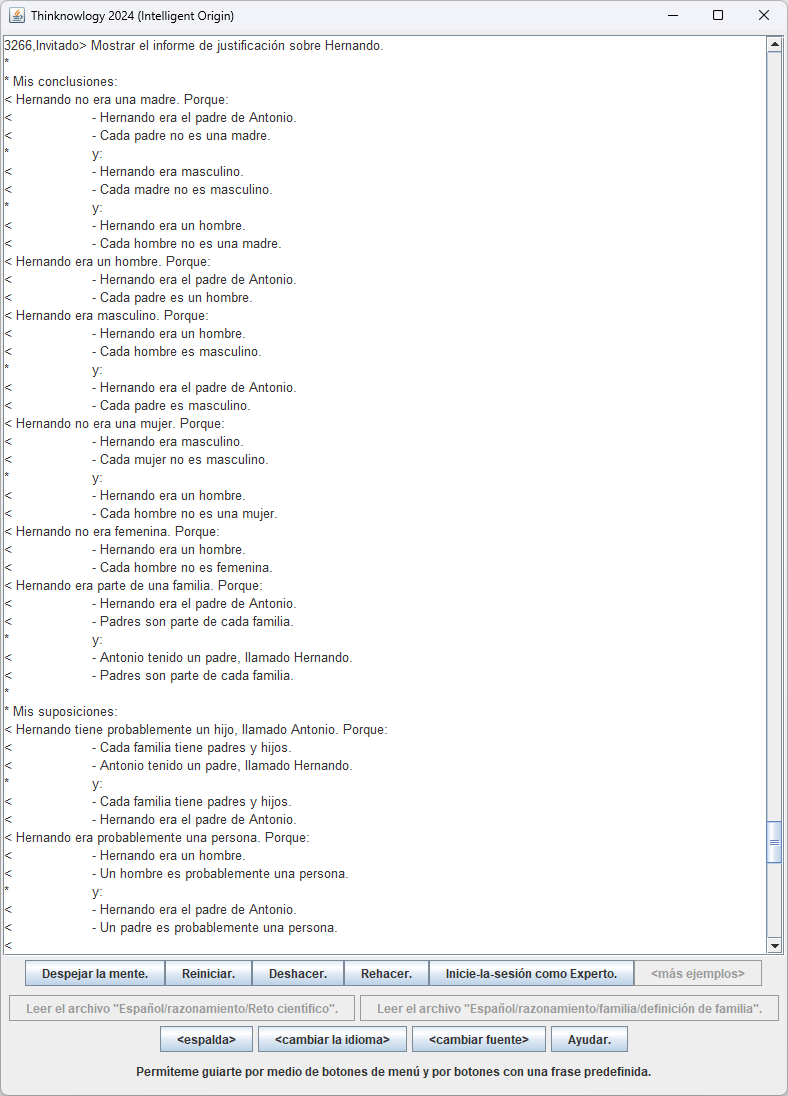 Thinknowlogy 2024 (Intelligent Origin)
3266,Invitado> Mostrar el informe de justificación sobre Hernando.
*
* Mis conclusiones:
< Hernando no era una madre. Porque:
< - Hernando era el padre de Antonio.
< - Cada padre no es una madre.
* y:
< - Hernando era masculino.
< - Cada madre no es masculino.
* y:
< - Hernando era un hombre.
< - Cada hombre no es una madre.
< Hernando era un hombre. Porque:
< - Hernando era el padre de Antonio.
< - Cada padre es un hombre.
< Hernando era masculino. Porque:
< - Hernando era un hombre.
< - Cada hombre es masculino.
* y:
< - Hernando era el padre de Antonio.
< - Cada padre es masculino.
< Hernando no era una mujer. Porque:
< - Hernando era masculino.
< - Cada mujer no es masculino.
* y:
< - Hernando era un hombre.
< - Cada hombre no es una mujer.
< Hernando no era femenina. Porque:
< - Hernando era un hombre.
< - Cada hombre no es femenina.
< Hernando era parte de una familia. Porque:
< - Hernando era el padre de Antonio.
< - Padres son parte de cada familia.
* y:
< - Antonio tenido un padre, llamado Hernando.
< - Padres son parte de cada familia.
*
* Mis suposiciones:
< Hernando tiene probablemente un hijo, llamado Antonio. Porque:
< - Cada familia tiene padres y hijos.
< - Antonio tenido un padre, llamado Hernando.
* y:
< - Cada familia tiene padres y hijos.
< - Hernando era el padre de Antonio.
< Hernando era probablemente una persona. Porque:
< - Hernando era un hombre.
< - Un hombre es probablemente una persona.
* y:
< - Hernando era el padre de Antonio.
< - Un padre es probablemente una persona.
<
Despejar la mente. Reiniciar. Deshacer. Rehacer. Inicie-la-sesión como Experto. <más ejemplos>
Leer el archivo "Español/razonamiento/Reto científico". Leer el archivo "Español/razonamiento/familia/definición de familia".
<espalda> <cambiar la idioma> <cambiar fuente> Ayudar.
Permíteme guiarte por medio de botones de menú y por botones con una frase predefinida.